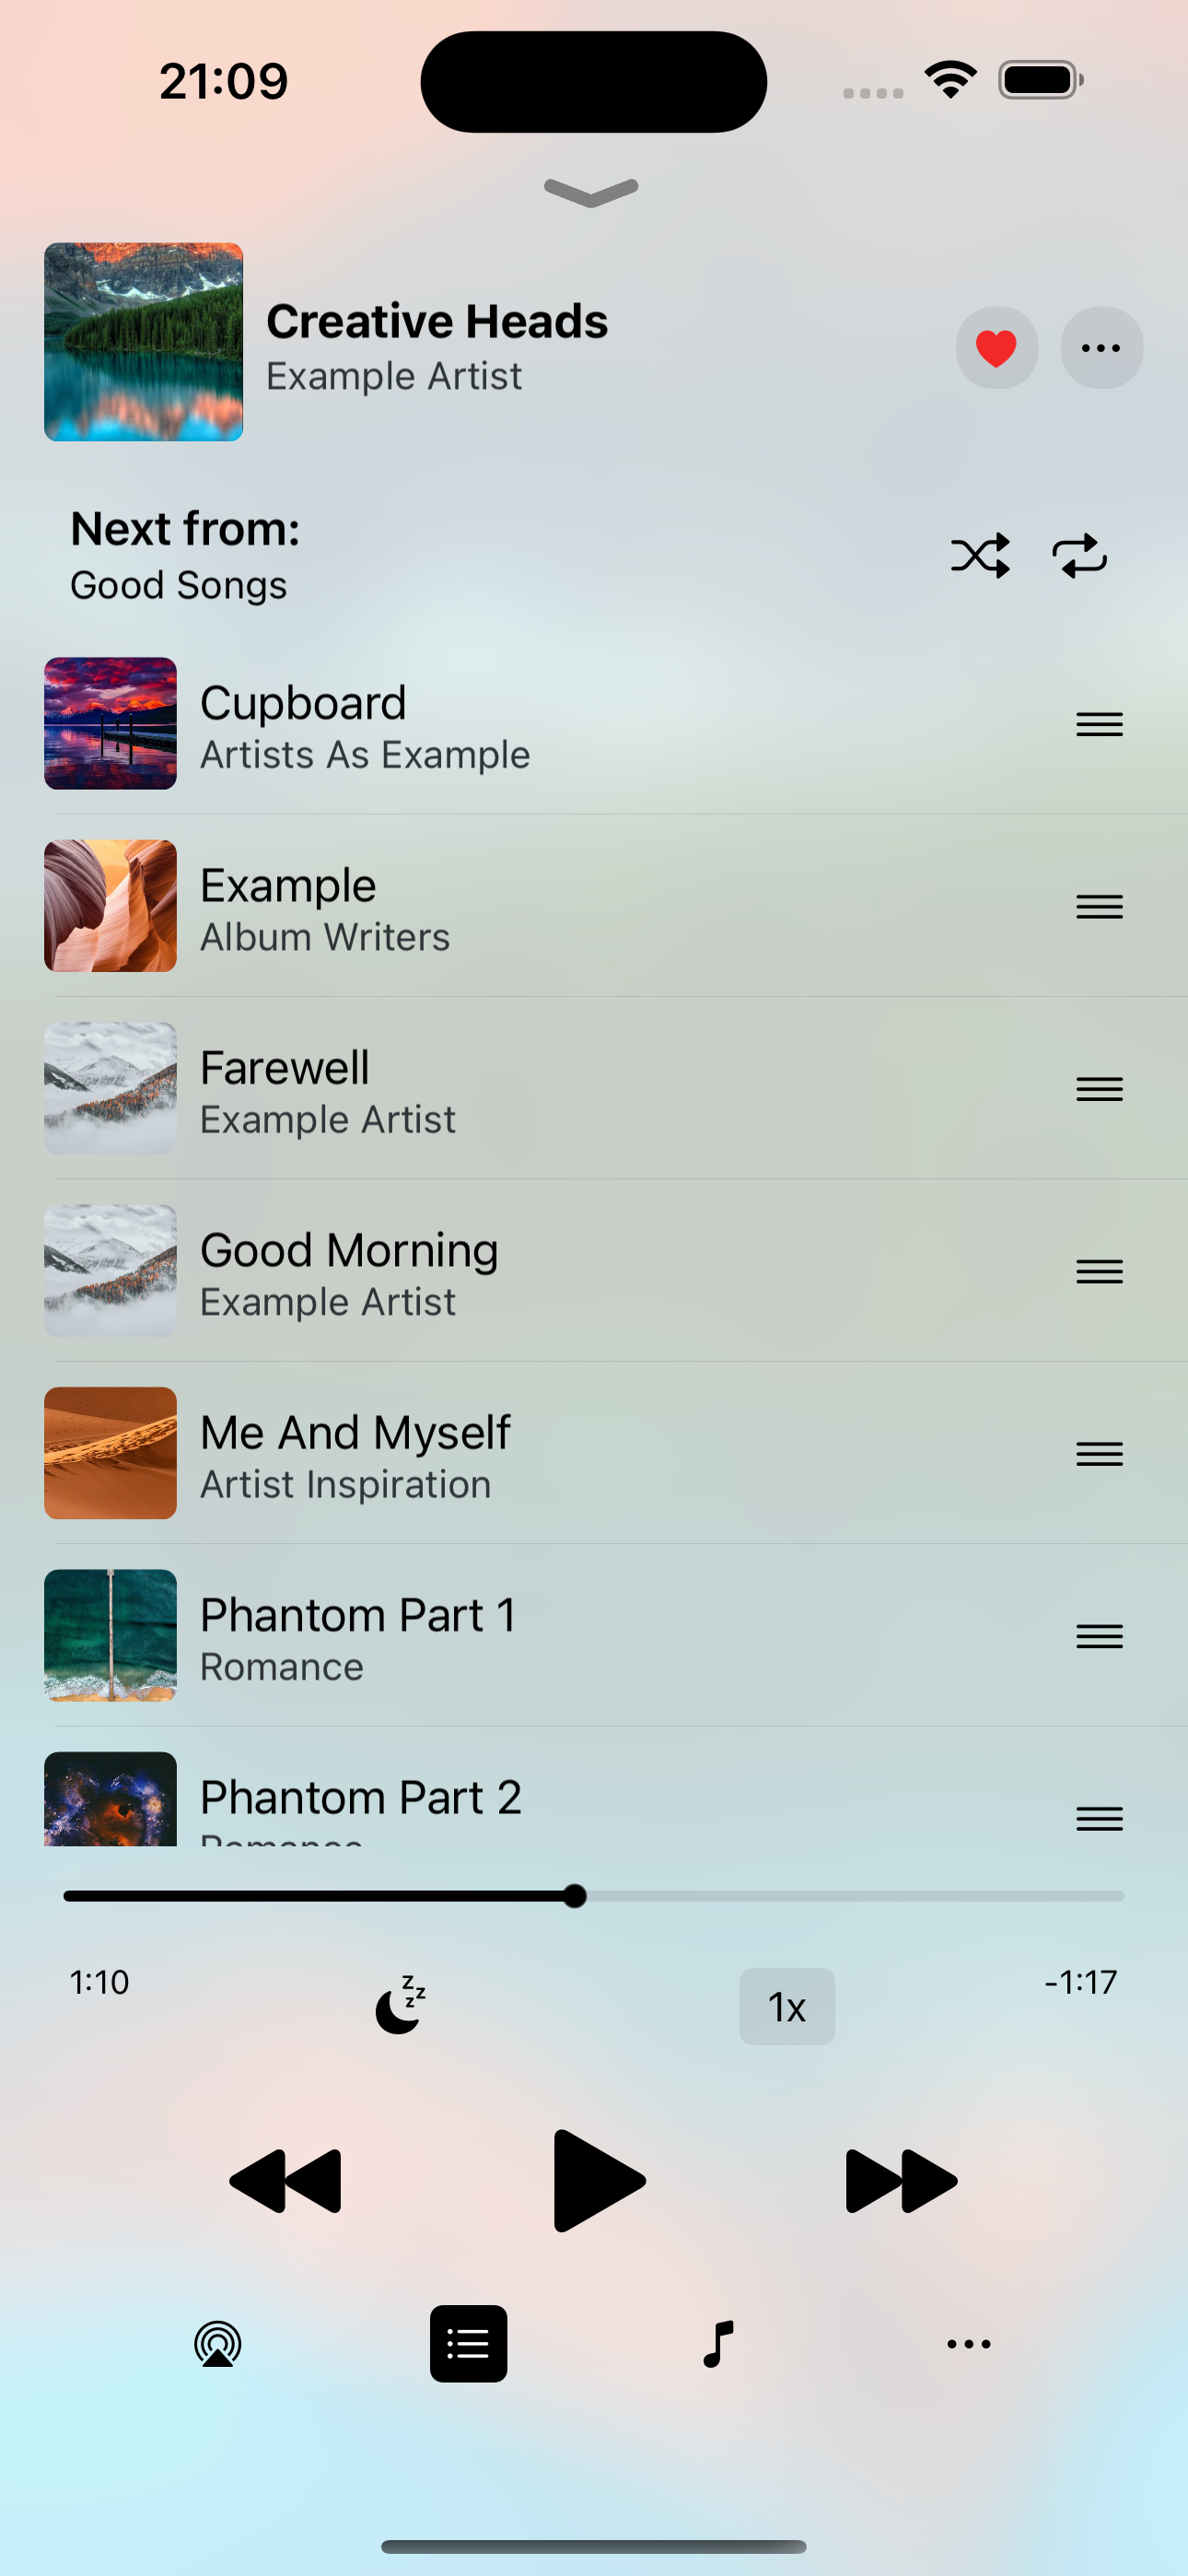 21:09
Creative Heads
Example Artist
Next from:
Good Songs
Cupboard
Artists As Example
Example
Album Writers
Farewell
Example Artist
Good Morning
Example Artist
Me And Myself
Artist Inspiration
Phantom Part 1
Romance
Phantom Part 2
Romance
1:10
zzzz
1x
-1:17